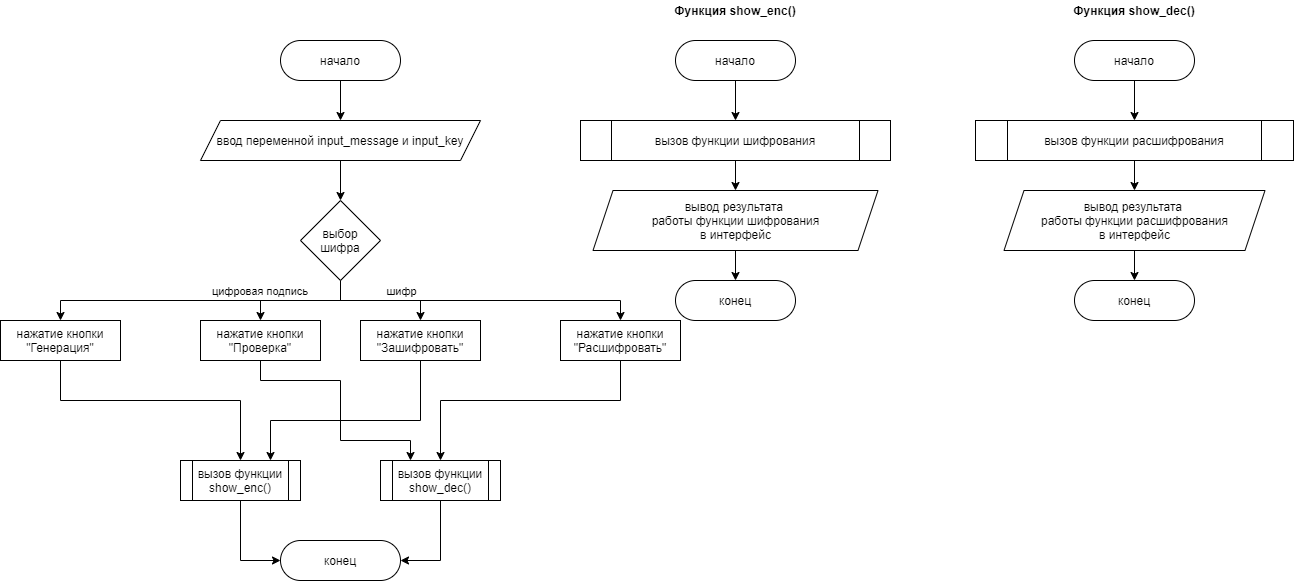 начало
ввод переменной input_message и input_key
выбор
шифра
цифровая подпись
шифр
нажатие кнопки
"Генерация"
нажатие кнопки
"Проверка"
нажатие кнопки
"Зашифровать"
нажатие кнопки
"Расшифровать"
вызов функции
show_enc()
вызов функции
show_dec()
конец
Функция show_enc()
начало
вызов функции шифрования
вывод результата
работы функции шифрования
в интерфейс
конец
Функция show_dec()
начало
вызов функции расшифрования
вывод результата
работы функции расшифрования
в интерфейс
конец